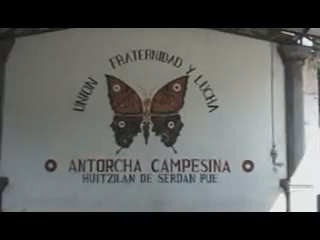 UNION FRATERNIDAD Y LUCHA
ANTORCHA CAMPESINA
HUITZILAN DE SERDAN PUE.